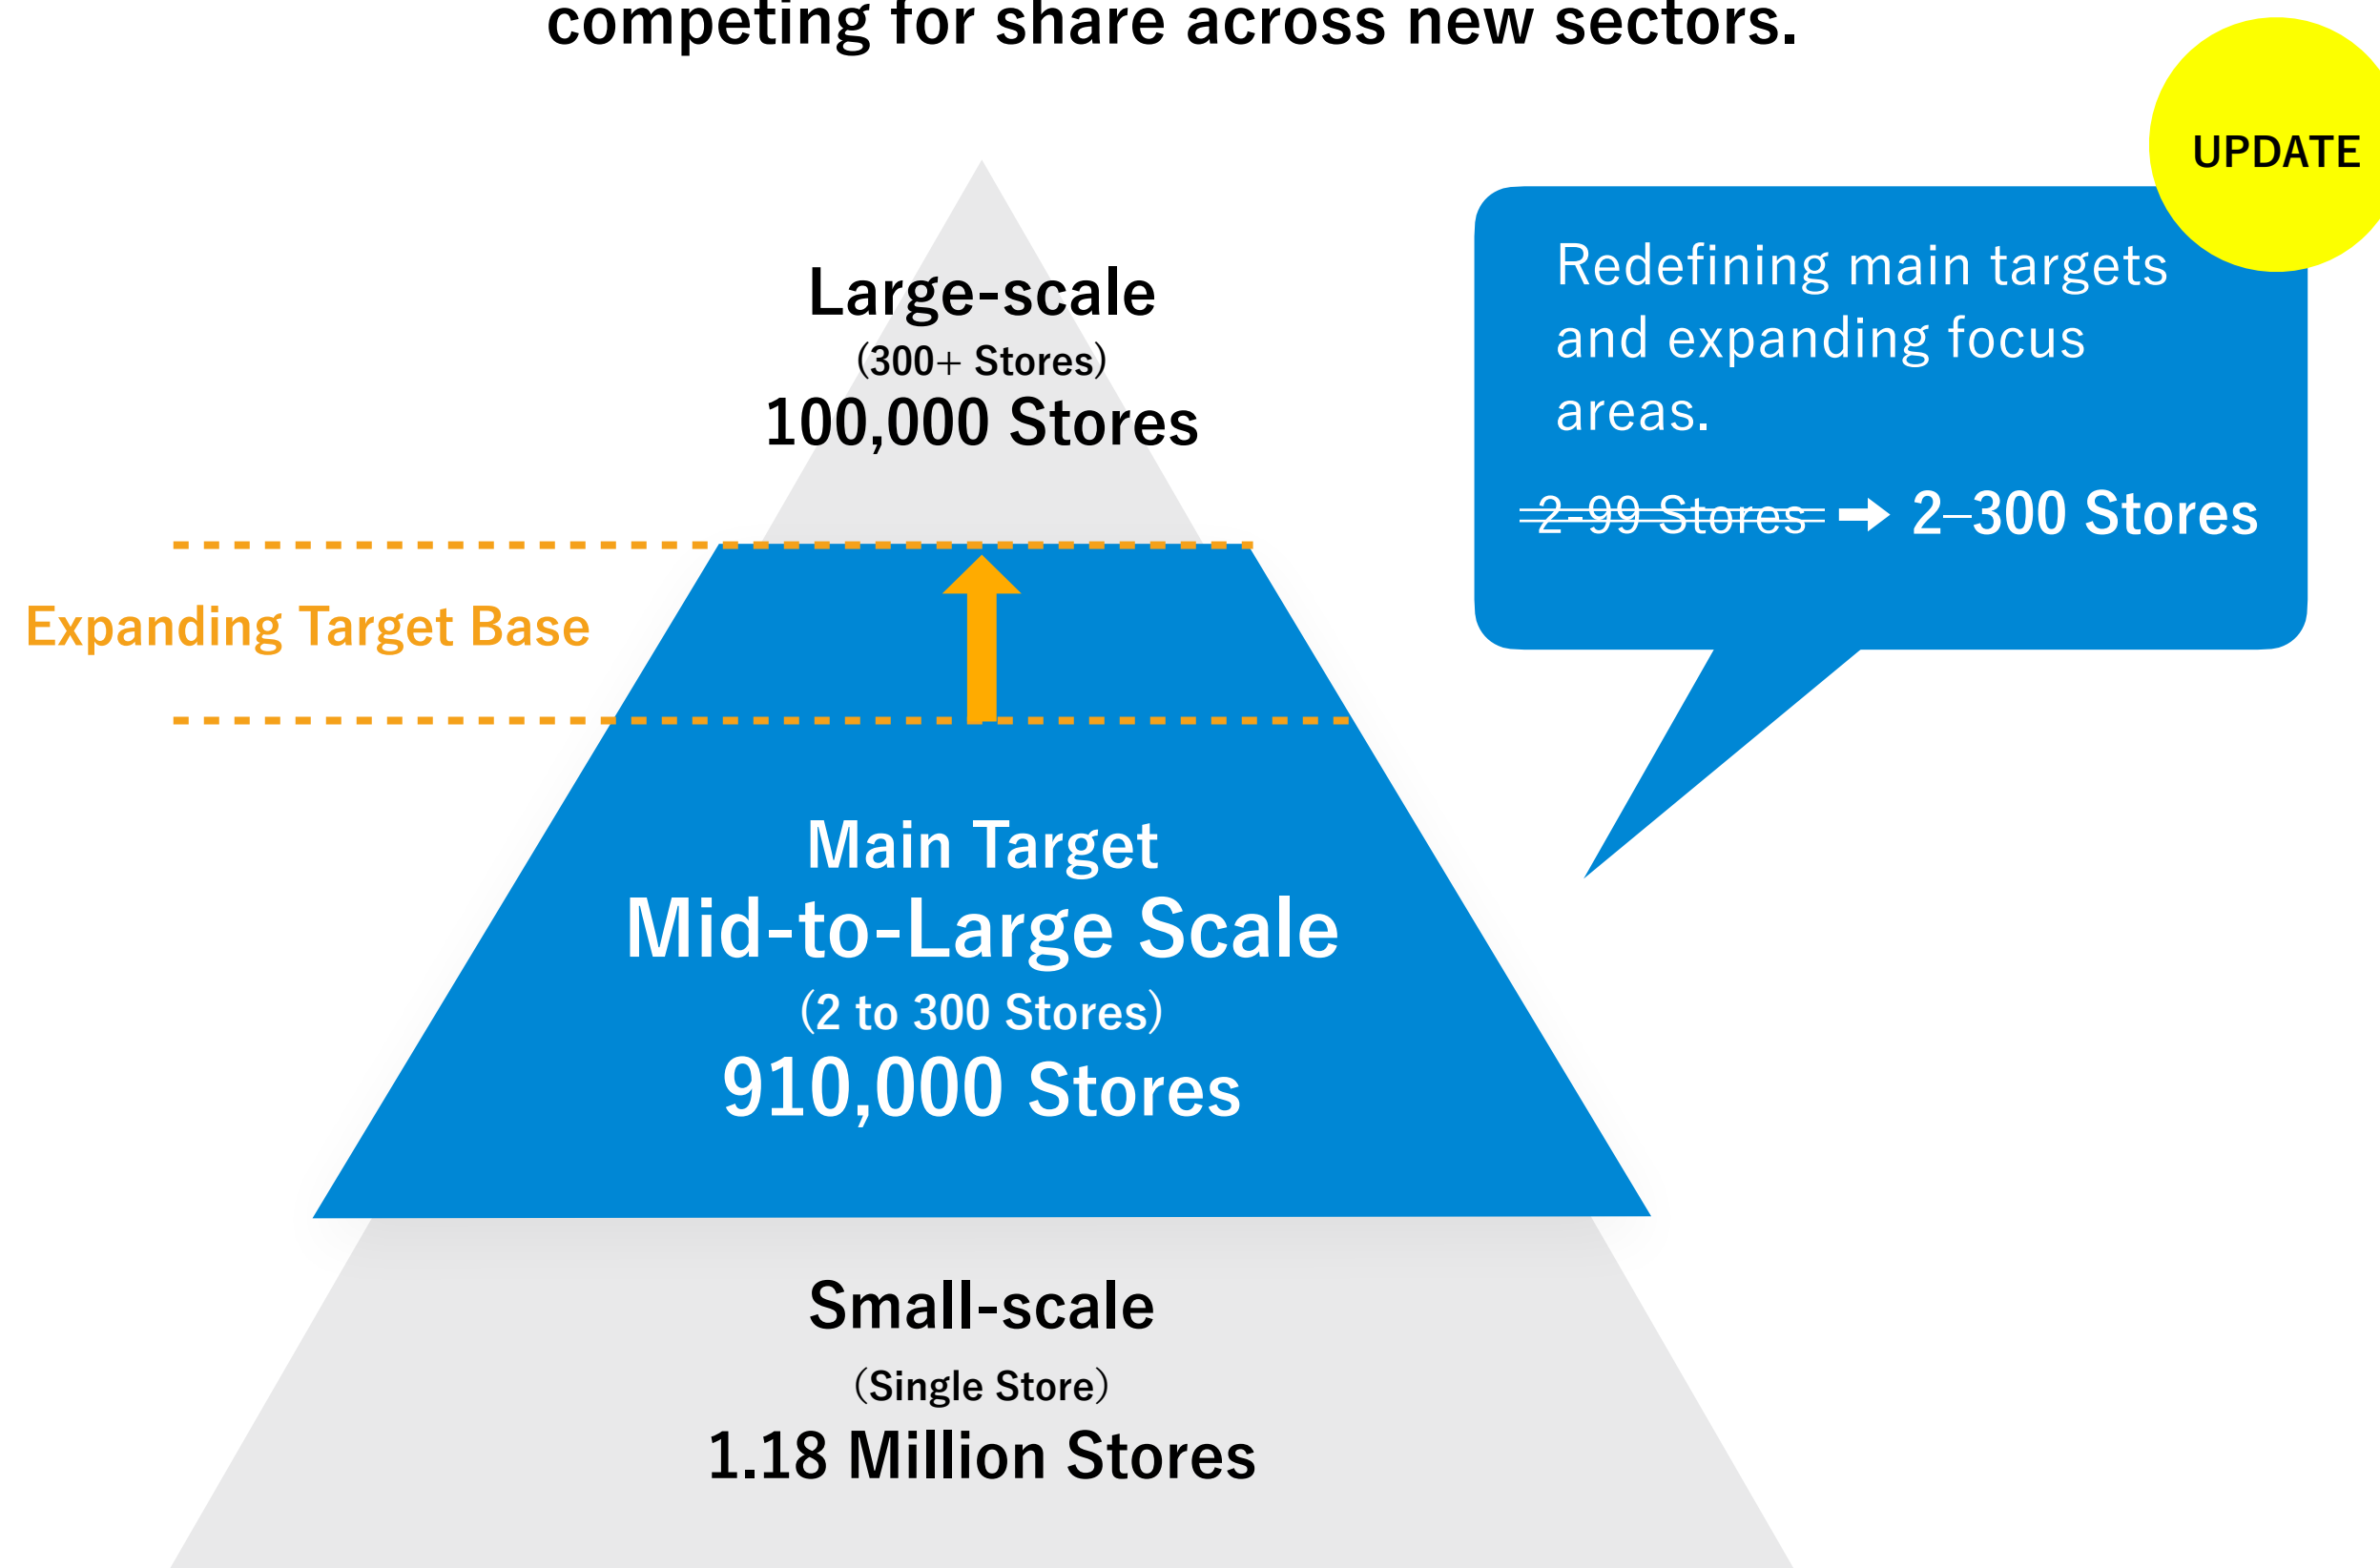 competing for share across new sectors.
UPDATE
Large-scale
(300+ Stores)
100,000 Stores
Redefining main targets
and expanding focus
areas.
2-99 Stores
2–300 Stores
Expanding Target Base
Main Target
Mid-to-Large Scale
(2 to 300 Stores)
910,000 Stores
Small-scale
(Single Store)
1.18 Million Stores